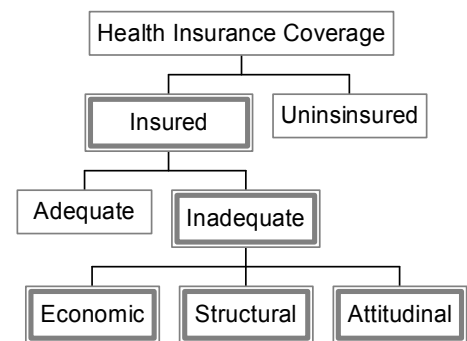 Health Insurance Coverage
Insured
Uninsinsured
Adequate
Inadequate
Economic
Structural
Attitudinal